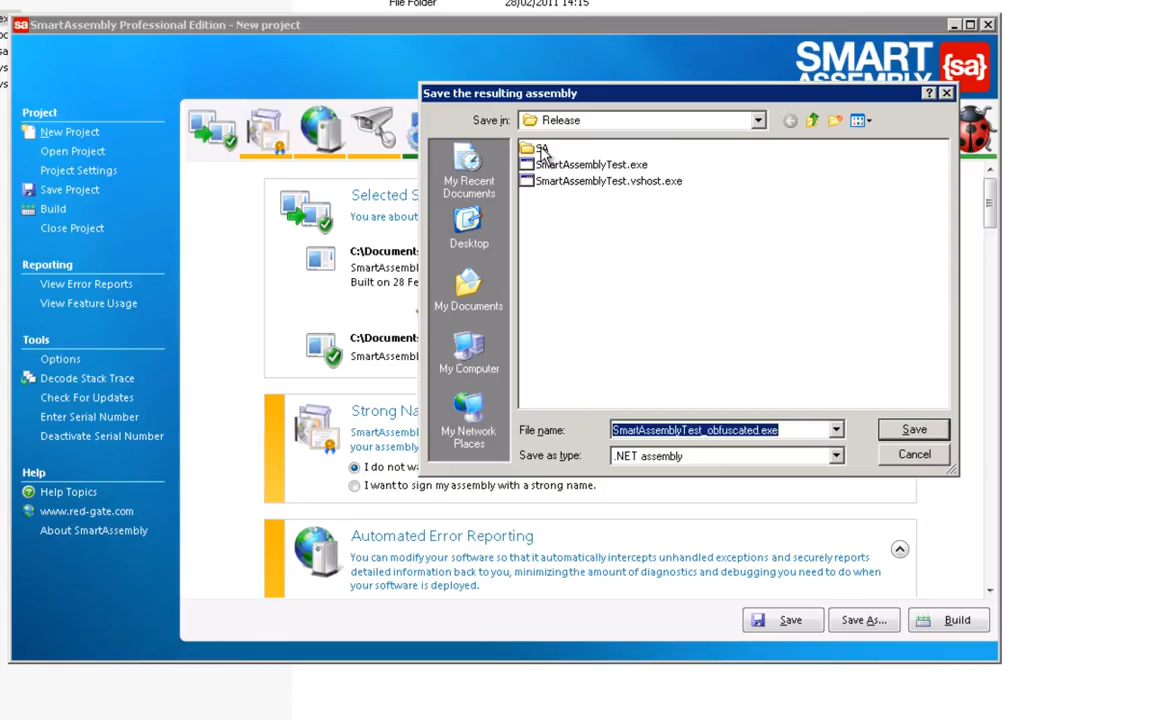 File Folder 28/02/2011 14:15
SmartAssembly Professional Edition - New project
SMART
ASSEMBLY
{sa}
Project
New Project
Open Project
Project Settings
Save Project
Build
Close Project
Reporting
View Error Reports
View Feature Usage
Tools
Options
Decode Stack Trace
Check For Updates
Enter Serial Number
Deactivate Serial Number
Help
Help Topics
www.red-gate.com
About SmartAssembly
Selected S
You are about
C:\Document
SmartAssembl
Built on 28 Fe
C:\Document
SmartAssembl
Strong Na
SmartAssembl
your assembly
I do not w
I want to sign my assembly with a strong name.
Automated Error Reporting
You can modify your software so that it automatically intercepts unhandled exceptions and securely reports
detailed information back to you, minimizing the amount of diagnostics and debugging you need to do when
your software is deployed.
Save
Save As...
Build
Save the resulting assembly
Save in: Release
My Recent
Documents
Desktop
My Documents
My Computer
My Network
Places
SA
SmartAssemblyTest.exe
SmartAssemblyTest.vshost.exe
File name: SmartAssemblyTest_obfuscated.exe
Save
Save as type: .NET assembly
Cancel